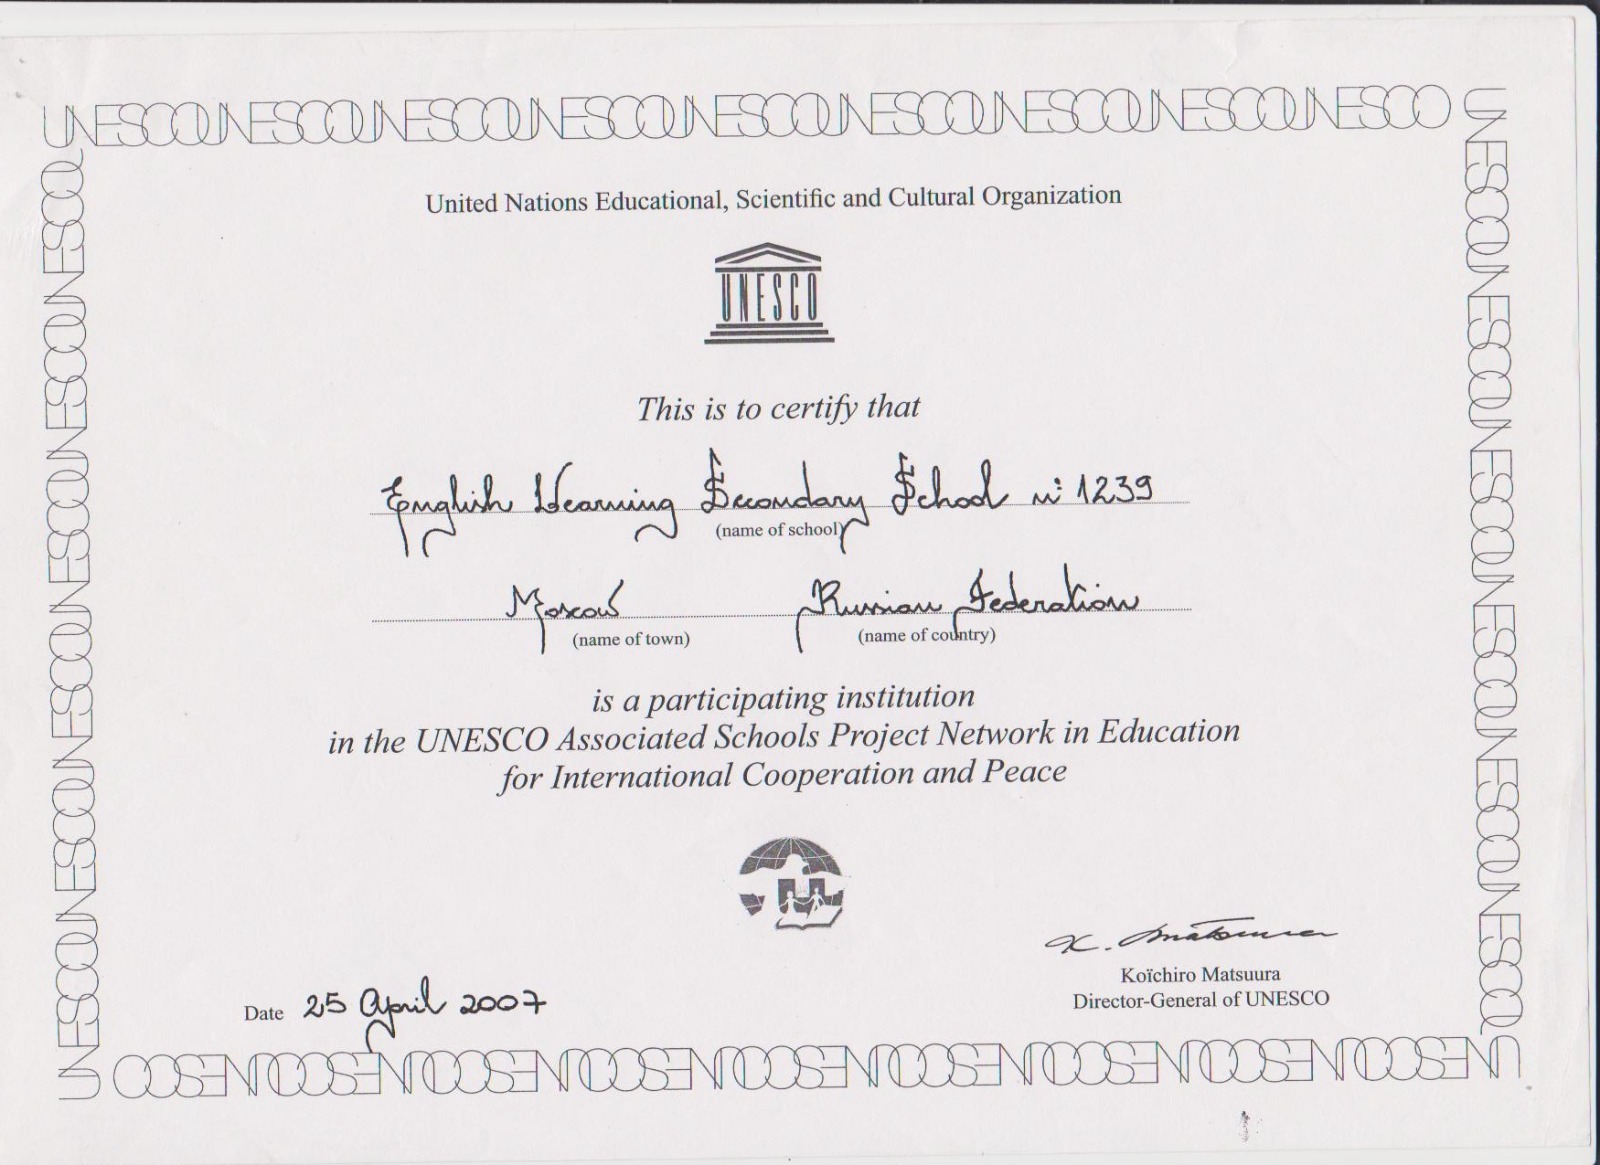 UNESCOUNESCOUNESCOUNESCOUNESCOUNESCOUNESCOUNESCOUNESCO
United Nations Educational, Scientific and Cultural Organization
UNESCO
This is to certify that
English Learning Secondary School n° 1239
(name of school)
Moscow Russian Federation
(name of town) (name of country)
is a participating institution
in the UNESCO Associated Schools Project Network in Education
for International Cooperation and Peace
K. Matsuura
Koïchiro Matsuura
Director-General of UNESCO
Date 25 April 2007